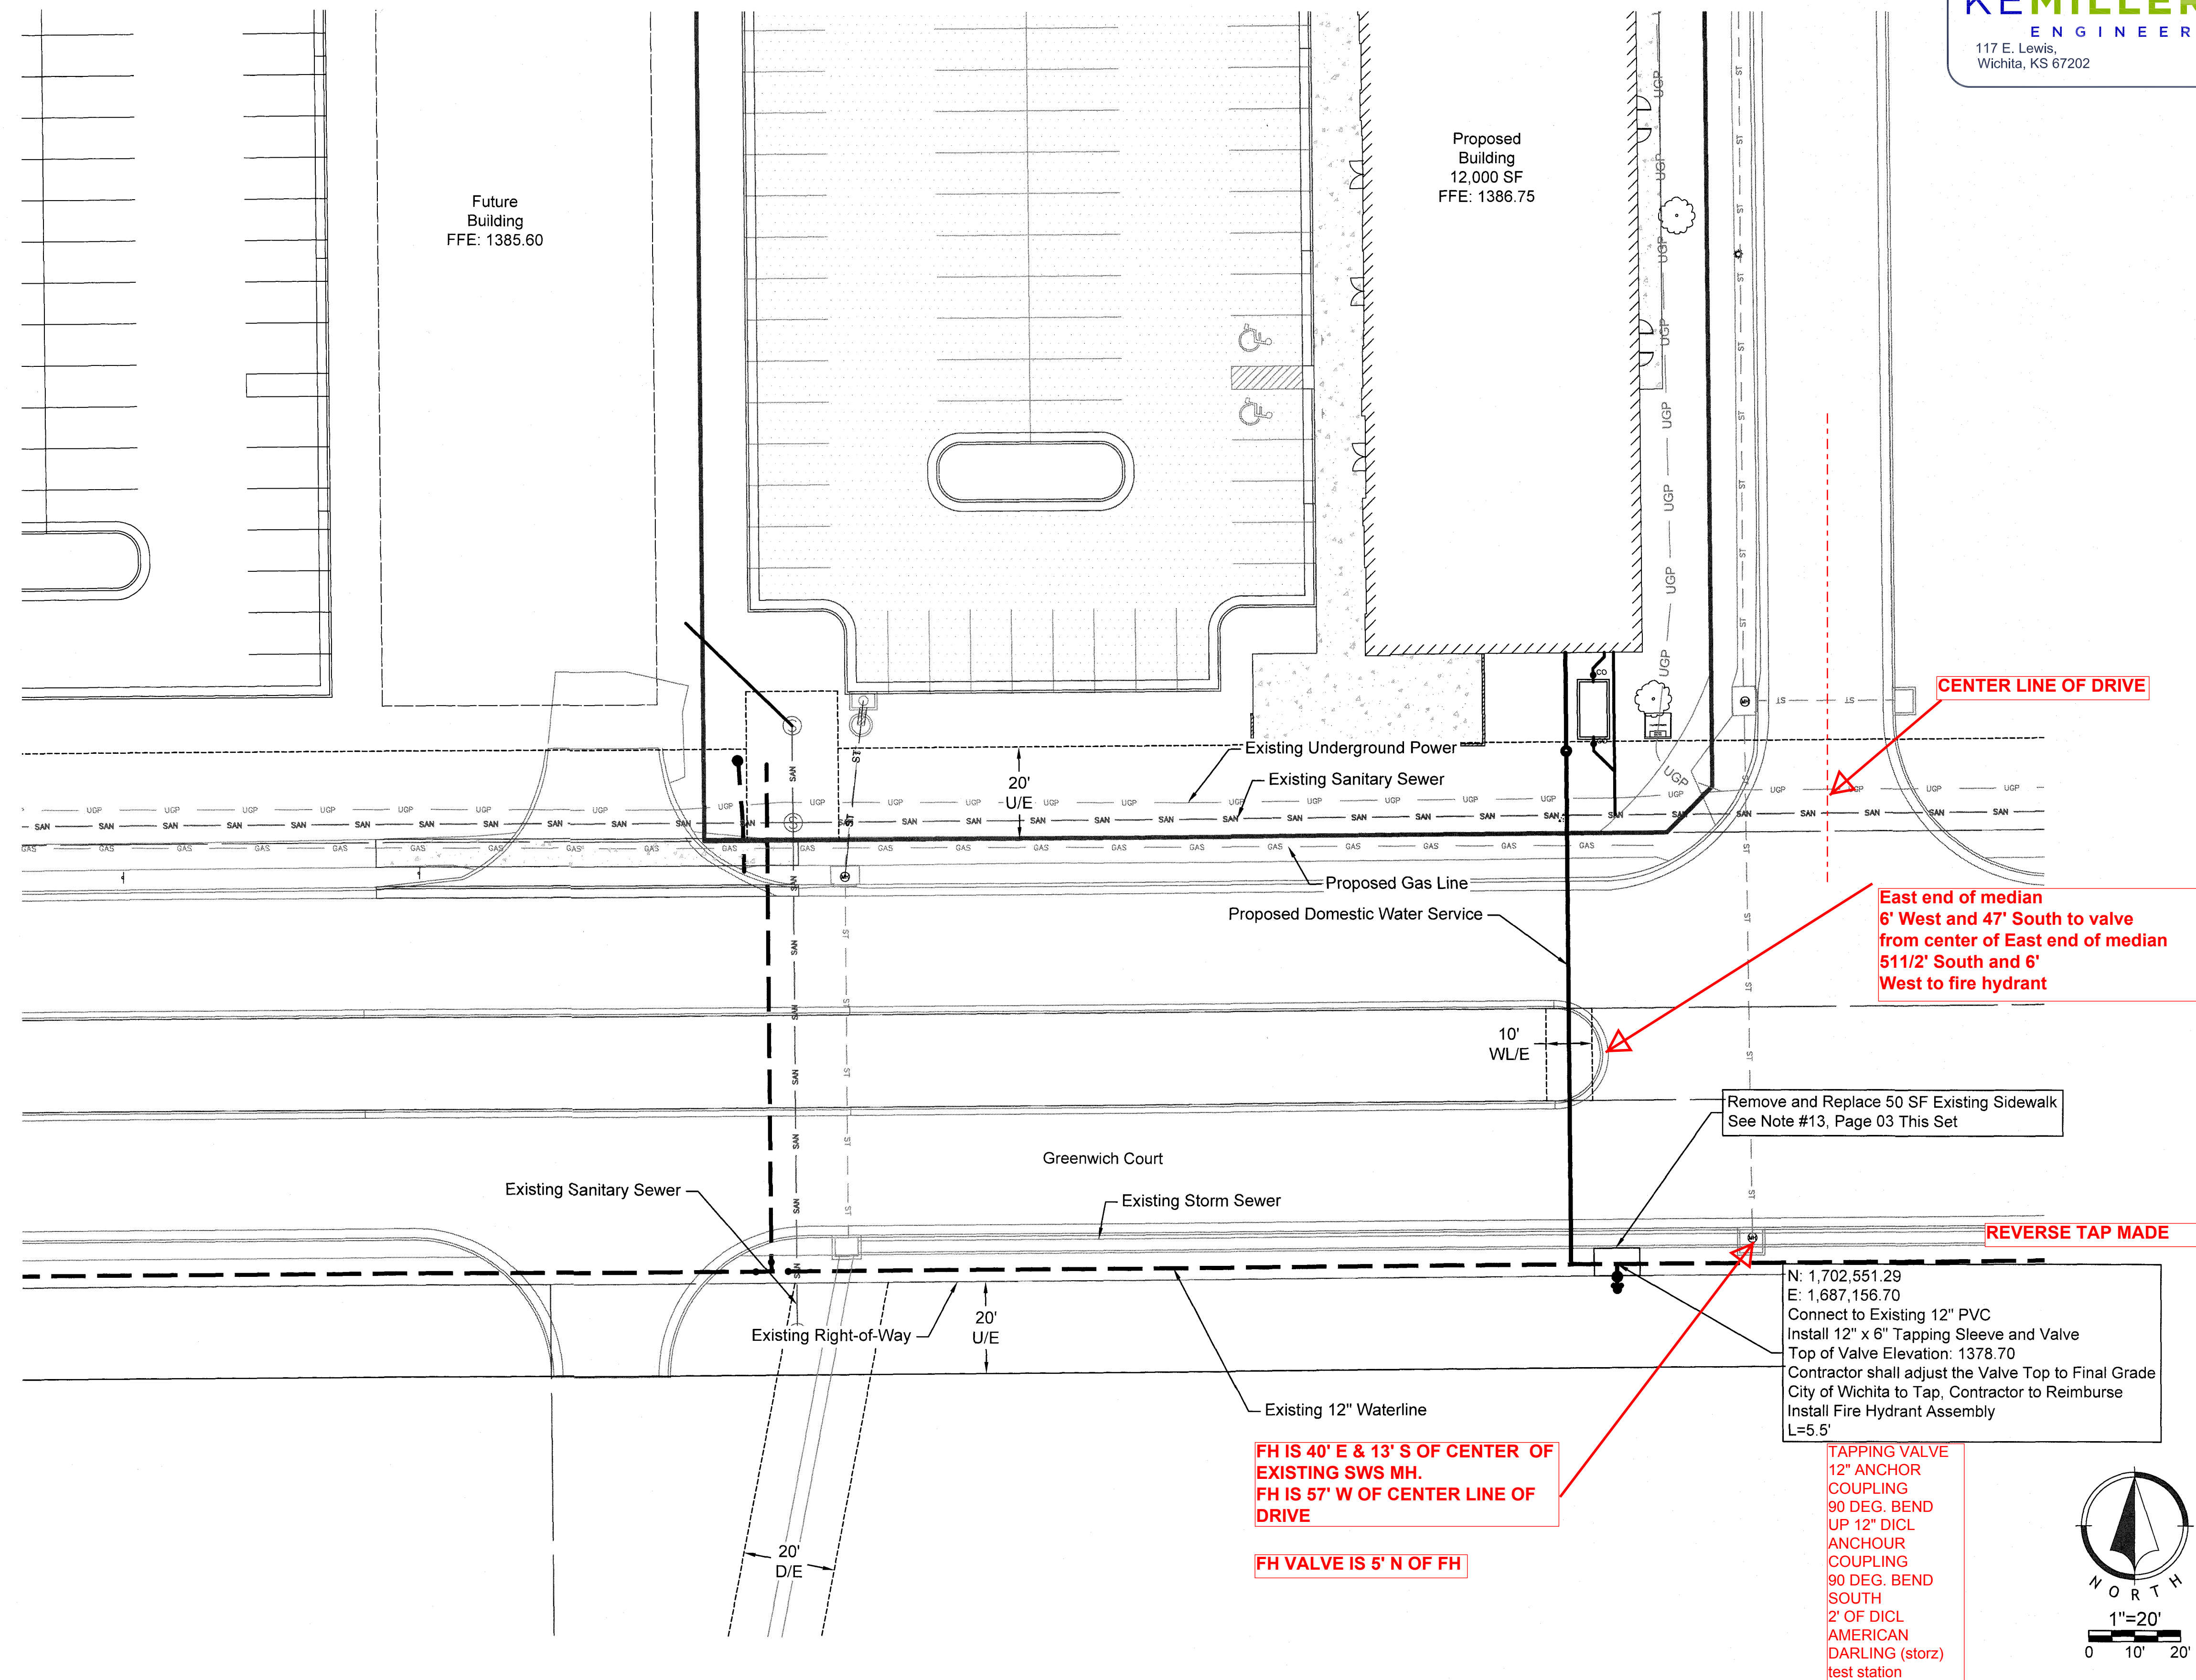 KEMILLER
ENGINEER
117 E. Lewis,
Wichita, KS 67202
Future
Building
FFE: 1385.60
Proposed
Building
12,000 SF
FFE: 1386.75
CENTER LINE OF DRIVE
Existing Underground Power
Existing Sanitary Sewer
20'
U/E
CO
UGP
SAN
GAS
ST
Proposed Gas Line
Proposed Domestic Water Service
East end of median
6' West and 47' South to valve
from center of East end of median
511/2' South and 6'
West to fire hydrant
10'
WL/E
Remove and Replace 50 SF Existing Sidewalk
See Note #13, Page 03 This Set
Greenwich Court
Existing Sanitary Sewer
Existing Storm Sewer
REVERSE TAP MADE
Existing Right-of-Way
20'
U/E
N: 1,702,551.29
E: 1,687,156.70
Connect to Existing 12" PVC
Install 12" x 6" Tapping Sleeve and Valve
Top of Valve Elevation: 1378.70
Contractor shall adjust the Valve Top to Final Grade
City of Wichita to Tap, Contractor to Reimburse
Install Fire Hydrant Assembly
L=5.5'
Existing 12" Waterline
FH IS 40' E & 13' S OF CENTER OF
EXISTING SWS MH.
FH IS 57' W OF CENTER LINE OF
DRIVE
FH VALVE IS 5' N OF FH
20'
D/E
TAPPING VALVE
12" ANCHOR
COUPLING
90 DEG. BEND
UP 12" DICL
ANCHOUR
COUPLING
90 DEG. BEND
SOUTH
2' OF DICL
AMERICAN
DARLING (storz)
test station
NORTH
1"=20'
0 10' 20'